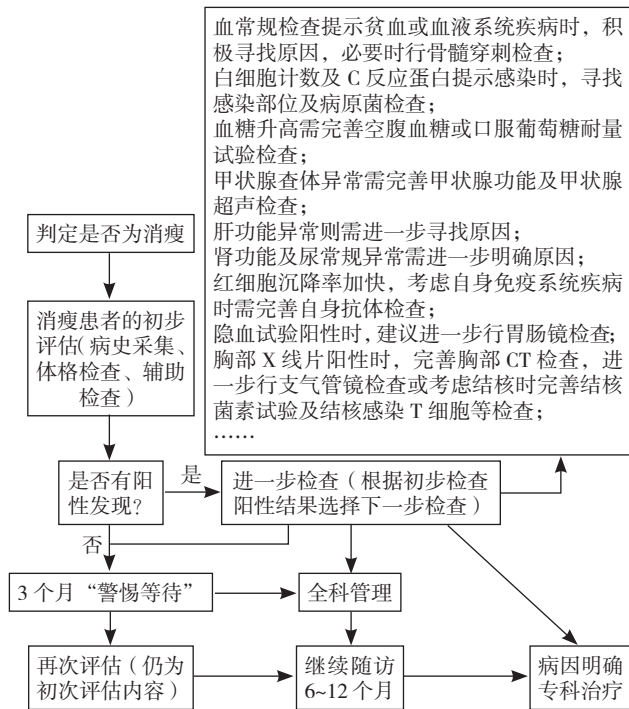 血常规检查提示贫血或血液系统疾病时，积
极寻找原因，必要时行骨髓穿刺检查；
白细胞计数及 C 反应蛋白提示感染时，寻找
感染部位及病原菌检查；
血糖升高需完善空腹血糖或口服葡萄糖耐量
试验检查；
甲状腺查体异常需完善甲状腺功能及甲状腺
超声检查；
肝功能异常则需进一步寻找原因；
肾功能及尿常规异常需进一步明确原因；
红细胞沉降率加快，考虑自身免疫系统疾病
时需完善自身抗体检查；
隐血试验阳性时，建议进一步行胃肠镜检查；
胸部 X 线片阳性时，完善胸部 CT 检查，进
一步行支气管镜检查或考虑结核时完善结核
菌素试验及结核感染 T 细胞等检查；
……
判定是否为消瘦
消瘦患者的初步
评估（病史采集、
体格检查、辅助
检查）
是否有阳
性发现？
是
进一步检查（根据初步检查
阳性结果选择下一步检查）
否
3 个月“警惕等待”
全科管理
再次评估（仍为
初次评估内容）
继续随访
6~12 个月
病因明确
专科治疗